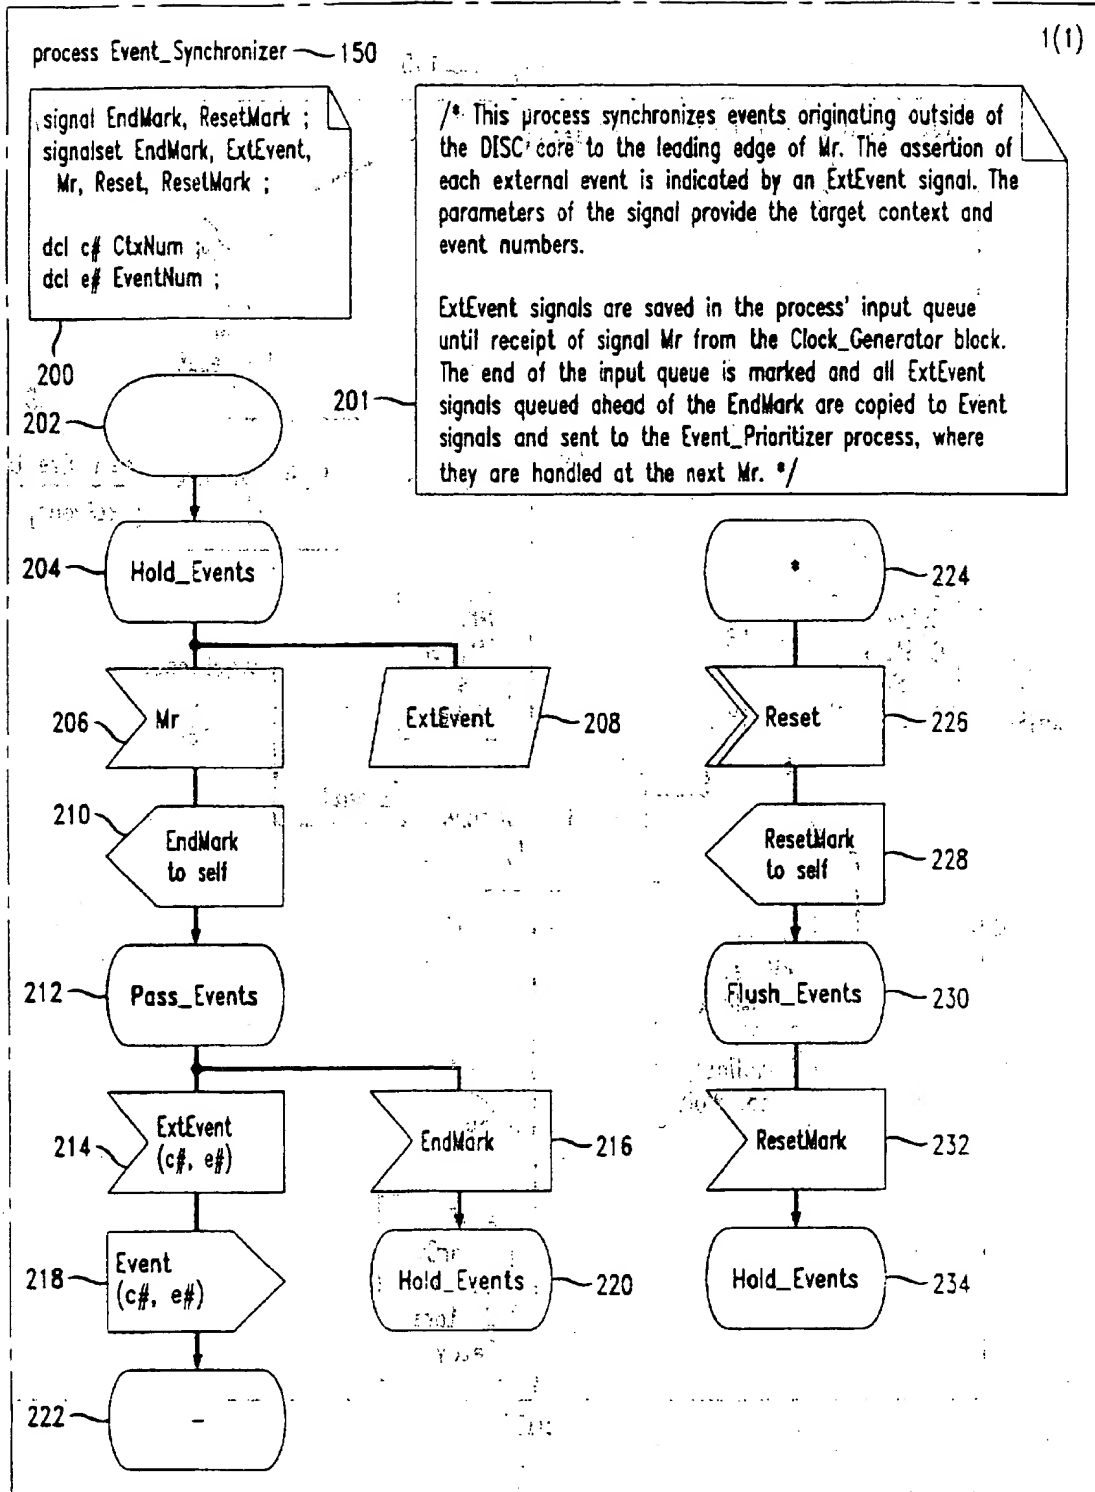 1(1)
process Event_Synchronizer 150
signal EndMark, ResetMark ;
signalset EndMark, ExtEvent,
Mr, Reset, ResetMark ;
dcl c# CtxNum ;
dcl e# EventNum ;
200
/* This process synchronizes events originating outside of
the DISC core to the leading edge of Mr. The assertion of
each external event is indicated by an ExtEvent signal. The
parameters of the signal provide the target context and
event numbers.
ExtEvent signals are saved in the process' input queue
until receipt of signal Mr from the Clock_Generator block.
The end of the input queue is marked and all ExtEvent
signals queued ahead of the EndMark are copied to Event
signals and sent to the Event_Prioritizer process, where
they are handled at the next Mr. */
201
202
204 Hold_Events
* 224
206 Mr
ExtEvent 208
Reset 226
210 EndMark
to self
ResetMark
to self 228
212 Pass_Events
Flush_Events 230
214 ExtEvent
(c#, e#)
EndMark 216
ResetMark 232
218 Event
(c#, e#)
Hold_Events 220
Hold_Events 234
222 -